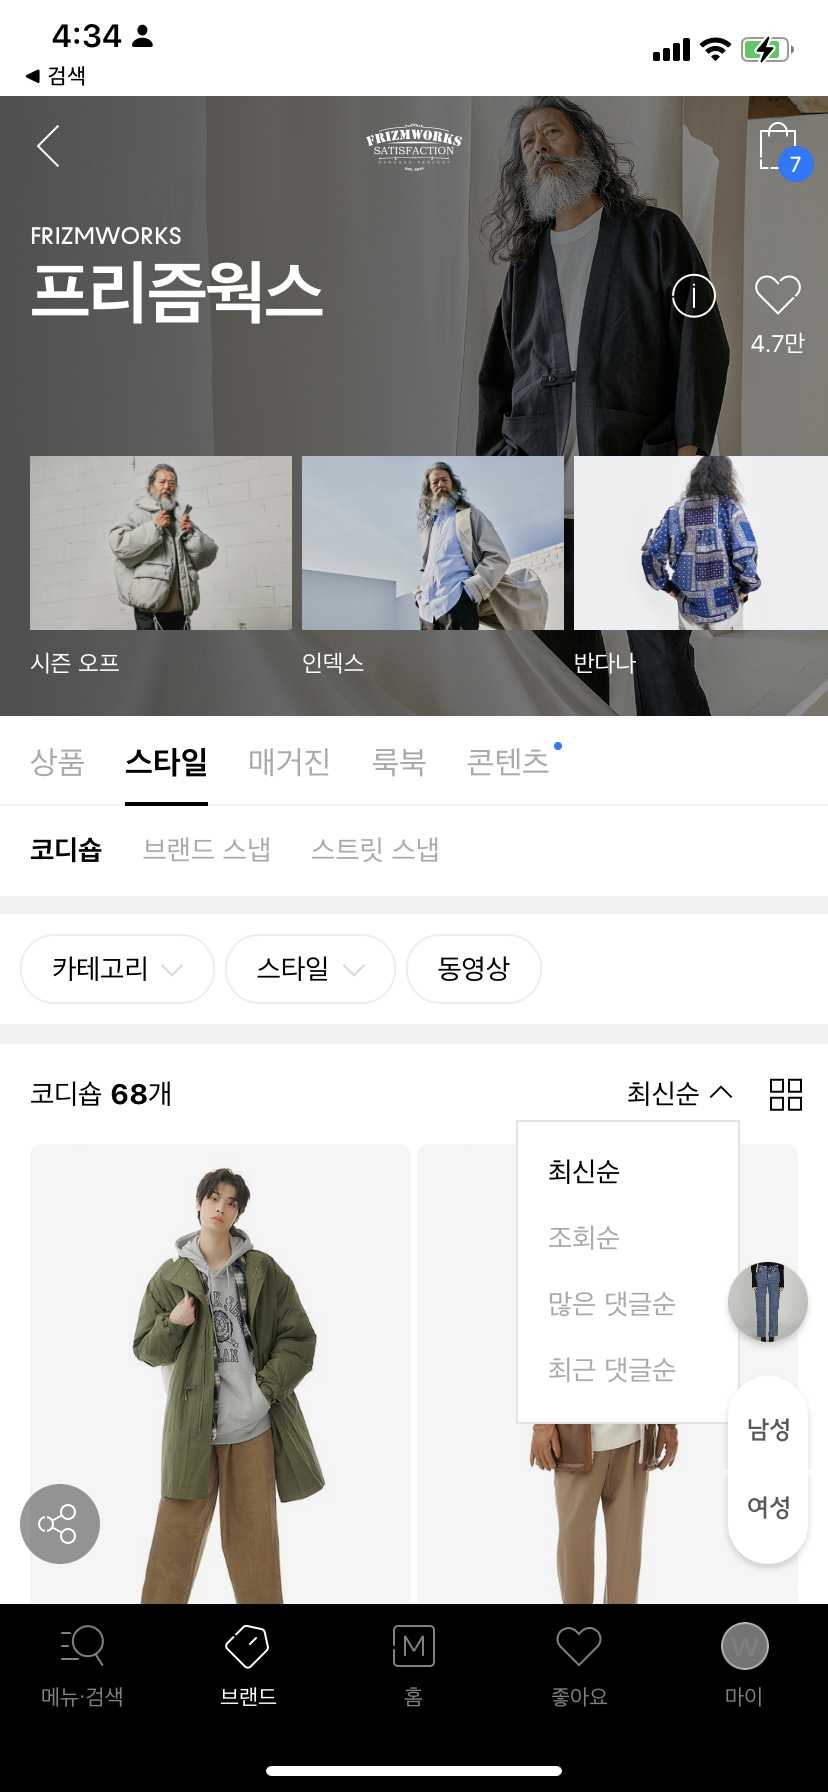 4:34
◀ 검색
FRIZMWORKS
SATISFACTION
7
FRIZMWORKS
프리즘웍스
4.7만
시즌 오프
인덱스
반다나
상품 스타일 매거진 룩북 콘텐츠
코디숍 브랜드 스냅 스트릿 스냅
카테고리 스타일 동영상
코디숍 68개 최신순
최신순
조회순
많은 댓글순
최근 댓글순
남성
여성
M
W
메뉴·검색 브랜드 홈 좋아요 마이